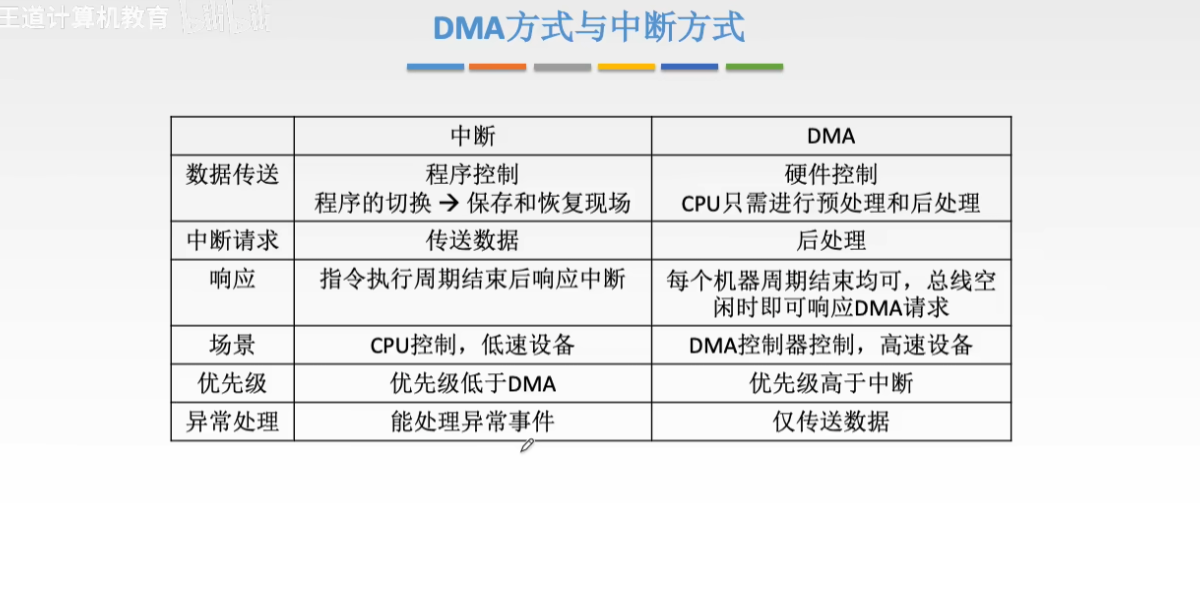 王道计算机教育
DMA方式与中断方式
中断 DMA
数据传送 程序控制 硬件控制
程序的切换 → 保存和恢复现场 CPU只需进行预处理和后处理
中断请求 传送数据 后处理
响应 指令执行周期结束后响应中断 每个机器周期结束均可，总线空
闲时即可响应DMA请求
场景 CPU控制，低速设备 DMA控制器控制，高速设备
优先级 优先级低于DMA 优先级高于中断
异常处理 能处理异常事件 仅传送数据